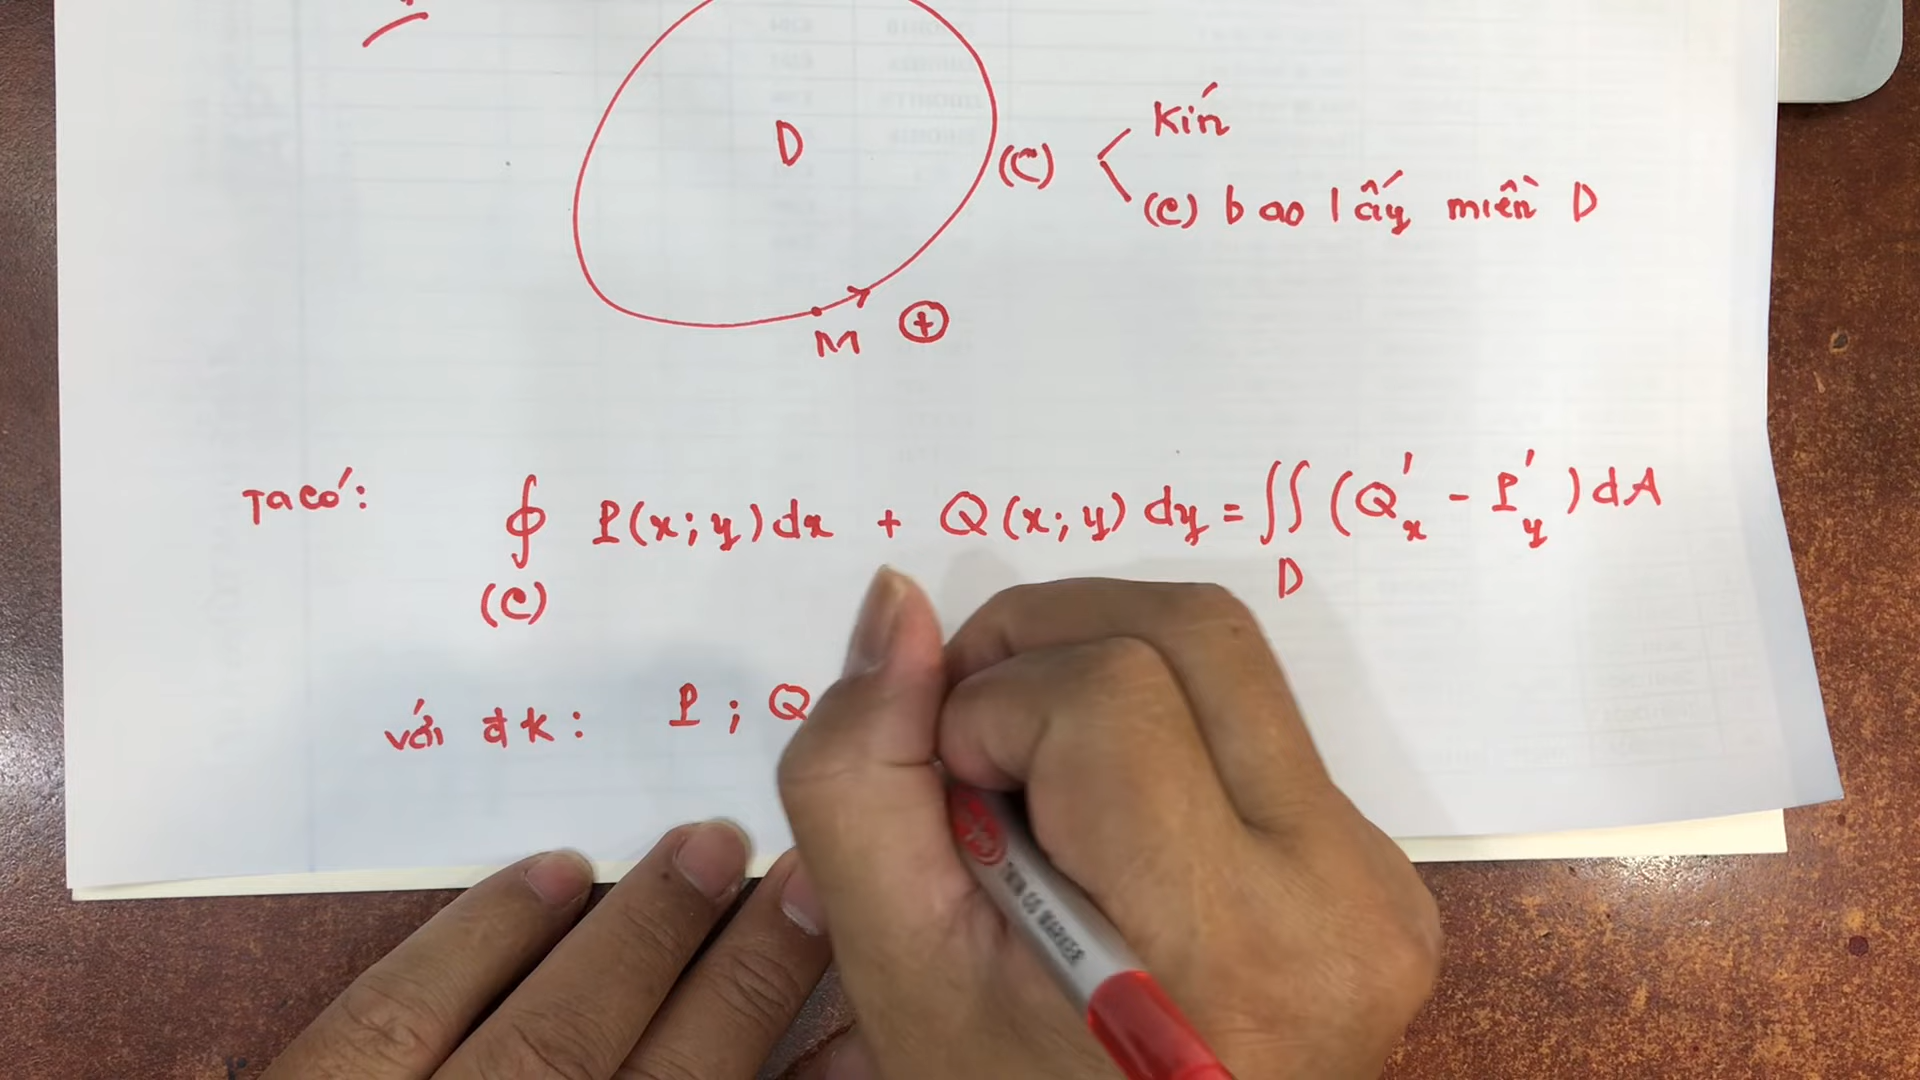 D
(C)
Kín
(C) bao lấy miền D
M +
Ta có: ∮ P(x;y)dx + Q(x;y)dy = ∬ (Q'x - P'y)dA
(C) D
với đk: P ; Q